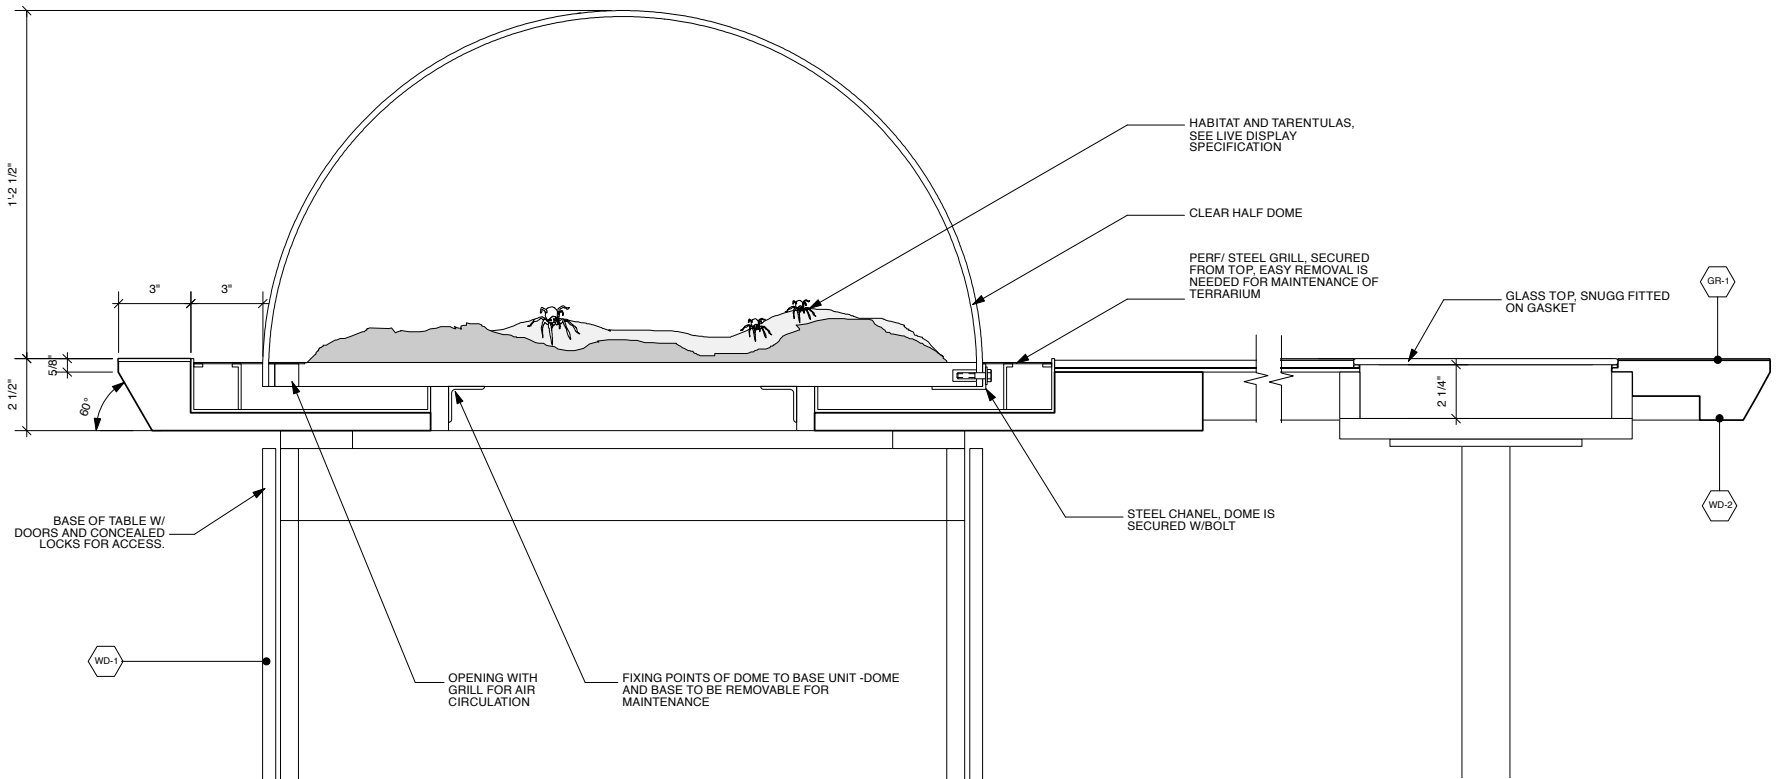 1'-2 1/2"
3"
3"
5/8"
2 1/2"
60°
HABITAT AND TARENTULAS,
SEE LIVE DISPLAY
SPECIFICATION
CLEAR HALF DOME
PERF/ STEEL GRILL, SECURED
FROM TOP, EASY REMOVAL IS
NEEDED FOR MAINTENANCE OF
TERRARIUM
GLASS TOP, SNUGG FITTED
ON GASKET
GR-1
2 1/4"
WD-2
BASE OF TABLE W/
DOORS AND CONCEALED
LOCKS FOR ACCESS.
STEEL CHANEL, DOME IS
SECURED W/BOLT
WD-1
OPENING WITH
GRILL FOR AIR
CIRCULATION
FIXING POINTS OF DOME TO BASE UNIT -DOME
AND BASE TO BE REMOVABLE FOR
MAINTENANCE